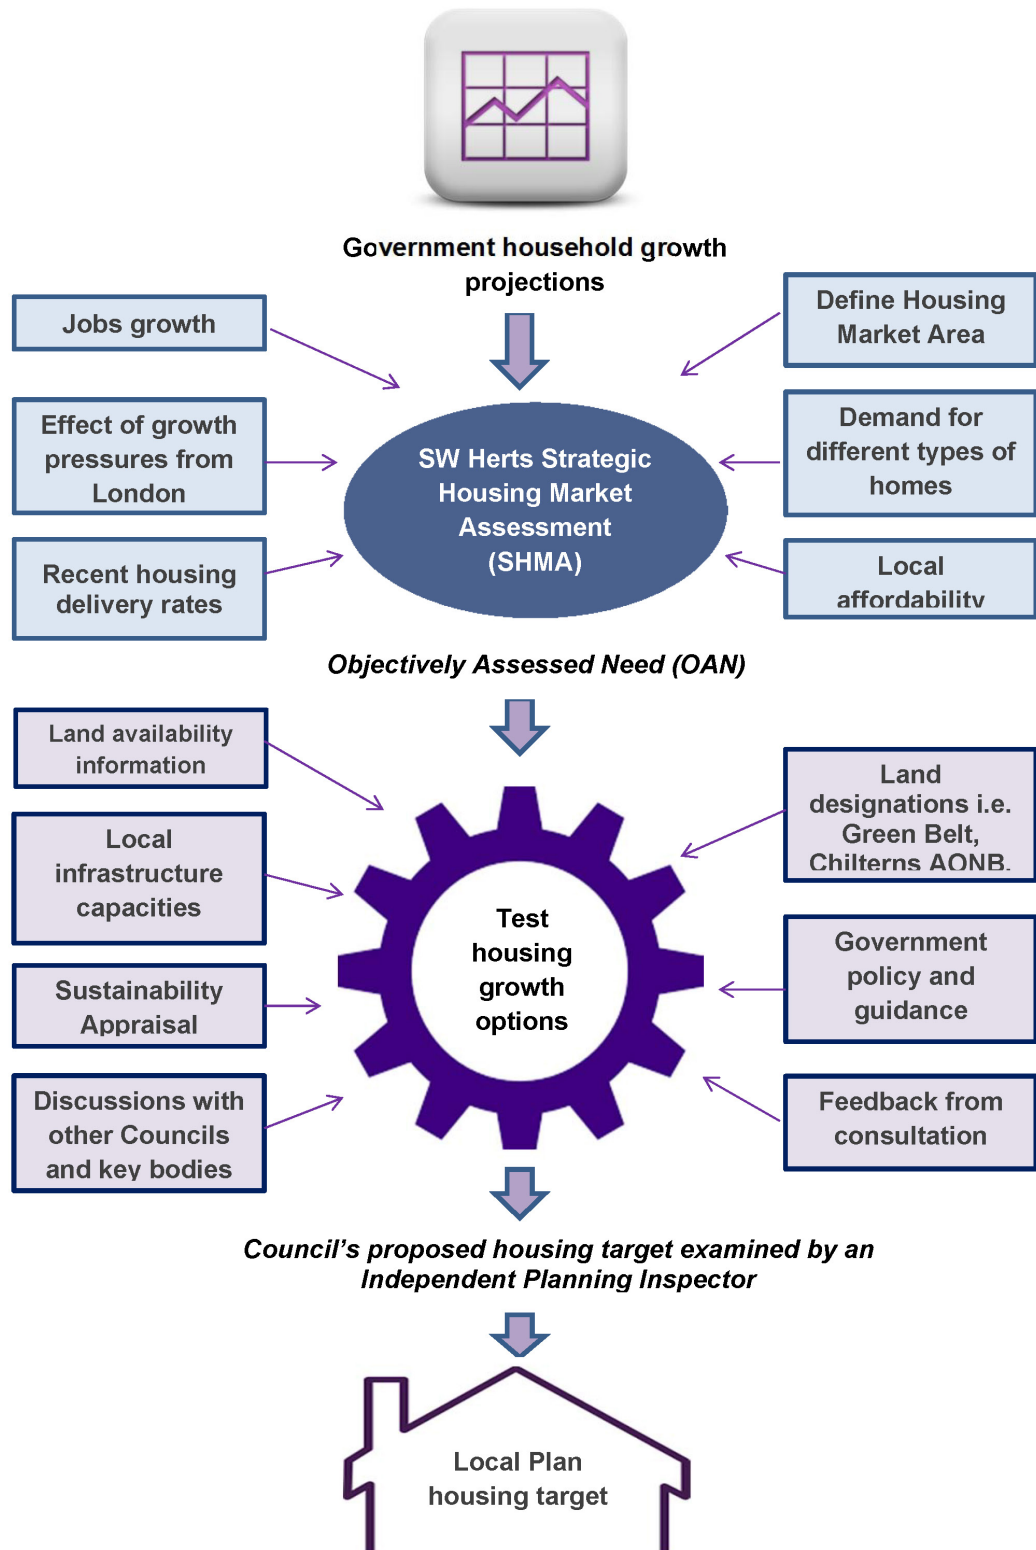 Government household growth
projections
Jobs growth
Define Housing
Market Area
Effect of growth
pressures from
London
SW Herts Strategic
Housing Market
Assessment
(SHMA)
Demand for
different types of
homes
Recent housing
delivery rates
Local
affordability
Objectively Assessed Need (OAN)
Land availability
information
Land
designations i.e.
Green Belt,
Chilterns AONB.
Local
infrastructure
capacities
Test
housing
growth
options
Government
policy and
guidance
Sustainability
Appraisal
Discussions with
other Councils
and key bodies
Feedback from
consultation
Council’s proposed housing target examined by an
Independent Planning Inspector
Local Plan
housing target